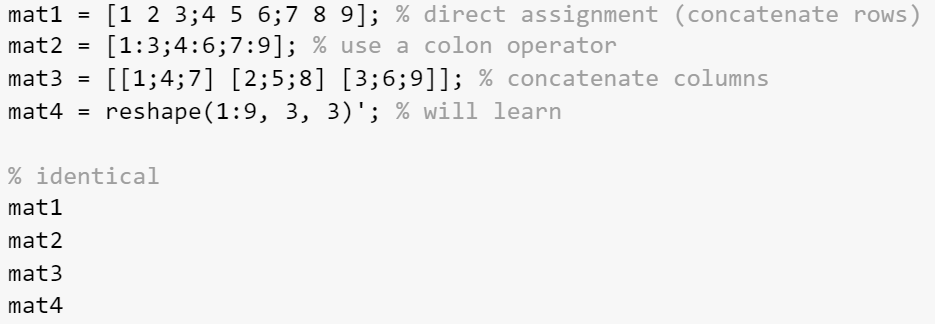 mat1 = [1 2 3;4 5 6;7 8 9]; % direct assignment (concatenate rows)
mat2 = [1:3;4:6;7:9]; % use a colon operator
mat3 = [[1;4;7] [2;5;8] [3;6;9]]; % concatenate columns
mat4 = reshape(1:9, 3, 3)'; % will learn
% identical
mat1
mat2
mat3
mat4